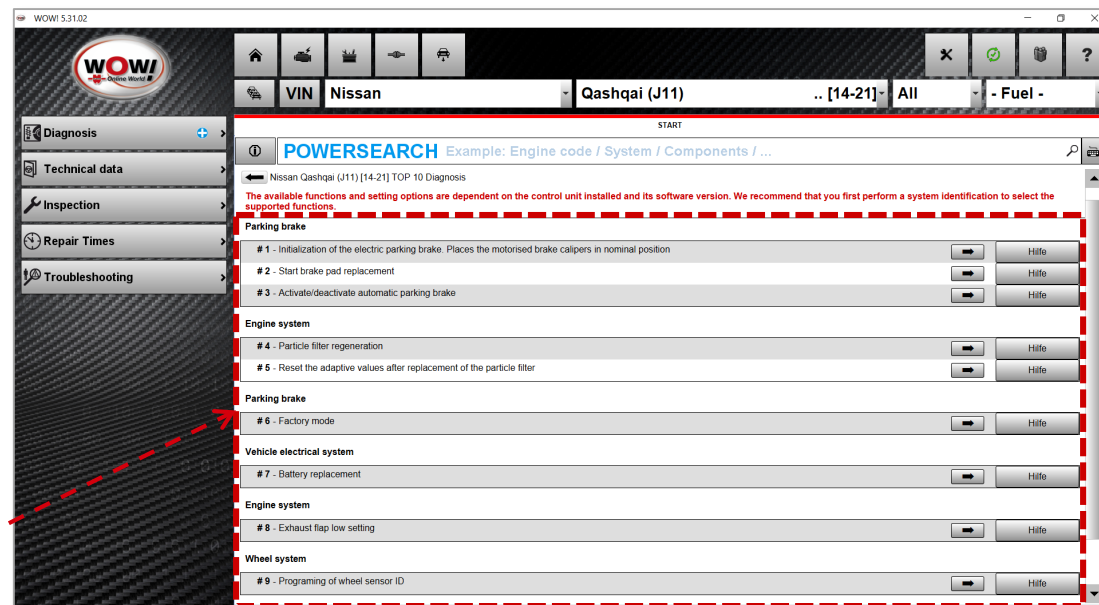 WOW! 5.31.02
WOW!
Online World
VIN Nissan Qashqai (J11) .. [14-21] All - Fuel -
Diagnosis
Technical data
Inspection
Repair Times
Troubleshooting
START
POWERSEARCH Example: Engine code / System / Components / ...
Nissan Qashqai (J11) [14-21] TOP 10 Diagnosis
The available functions and setting options are dependent on the control unit installed and its software version. We recommend that you first perform a system identification to select the
supported functions.
Parking brake
# 1 - Initialization of the electric parking brake. Places the motorised brake calipers in nominal position Hilfe
# 2 - Start brake pad replacement Hilfe
# 3 - Activate/deactivate automatic parking brake Hilfe
Engine system
# 4 - Particle filter regeneration Hilfe
# 5 - Reset the adaptive values after replacement of the particle filter Hilfe
Parking brake
# 6 - Factory mode Hilfe
Vehicle electrical system
# 7 - Battery replacement Hilfe
Engine system
# 8 - Exhaust flap low setting Hilfe
Wheel system
# 9 - Programing of wheel sensor ID Hilfe